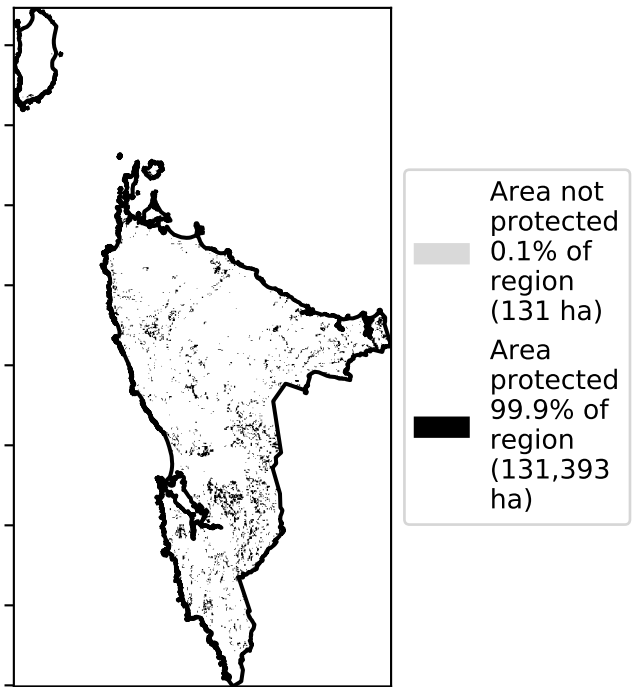 Area not
protected
0.1% of
region
(131 ha)
Area
protected
99.9% of
region
(131,393
ha)